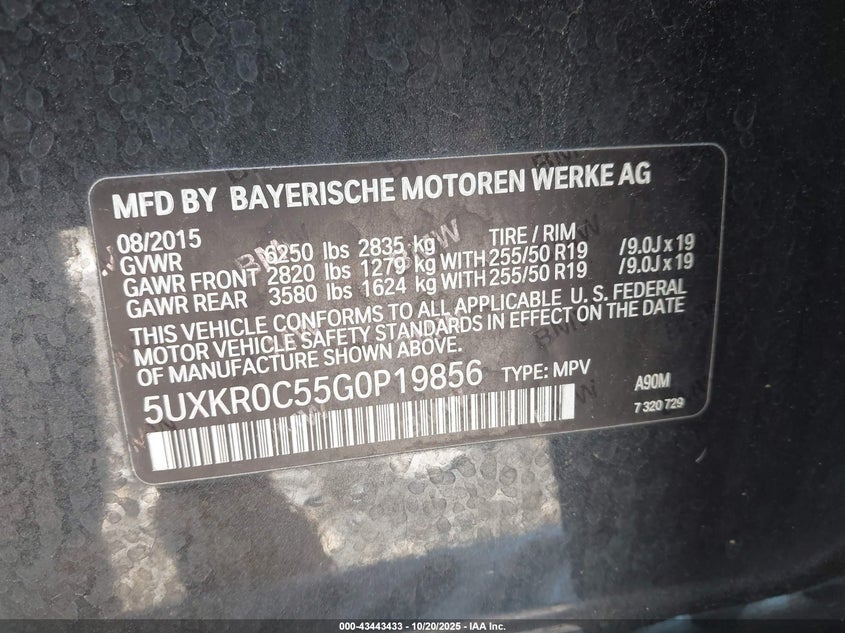 MFD BY BAYERISCHE MOTOREN WERKE AG
08/2015 TIRE / RIM
GVWR 6250 lbs 2835 kg
GAWR FRONT 2820 lbs 1279 kg WITH 255/50 R19 /9.0J x 19
GAWR REAR 3580 lbs 1624 kg WITH 255/50 R19 /9.0J x 19
THIS VEHICLE CONFORMS TO ALL APPLICABLE U. S. FEDERAL
MOTOR VEHICLE SAFETY STANDARDS IN EFFECT ON THE DATE
OF MANUFACTURE SHOWN ABOVE.
5UXKR0C55G0P19856 TYPE: MPV A90M
7 320 729
000-43443433 - 10/20/2025 - IAA Inc.